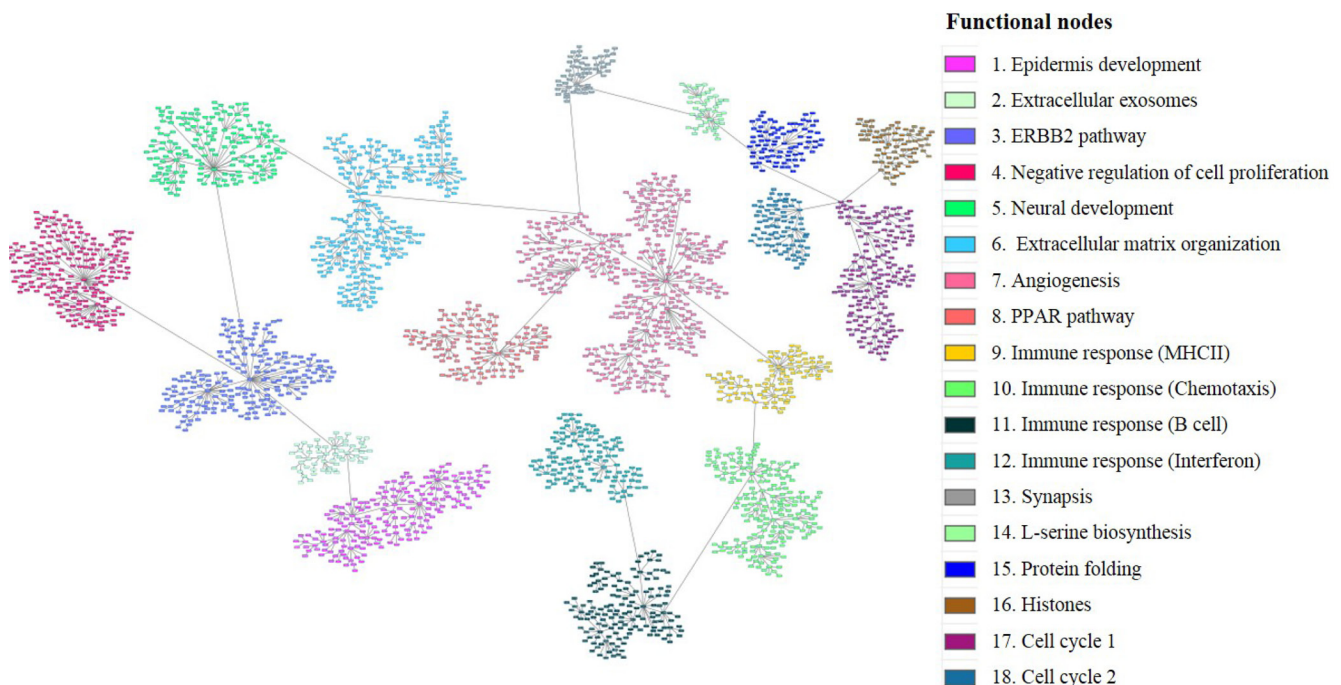 Functional nodes
1. Epidermis development
2. Extracellular exosomes
3. ERBB2 pathway
4. Negative regulation of cell proliferation
5. Neural development
6. Extracellular matrix organization
7. Angiogenesis
8. PPAR pathway
9. Immune response (MHCII)
10. Immune response (Chemotaxis)
11. Immune response (B cell)
12. Immune response (Interferon)
13. Synapsis
14. L-serine biosynthesis
15. Protein folding
16. Histones
17. Cell cycle 1
18. Cell cycle 2